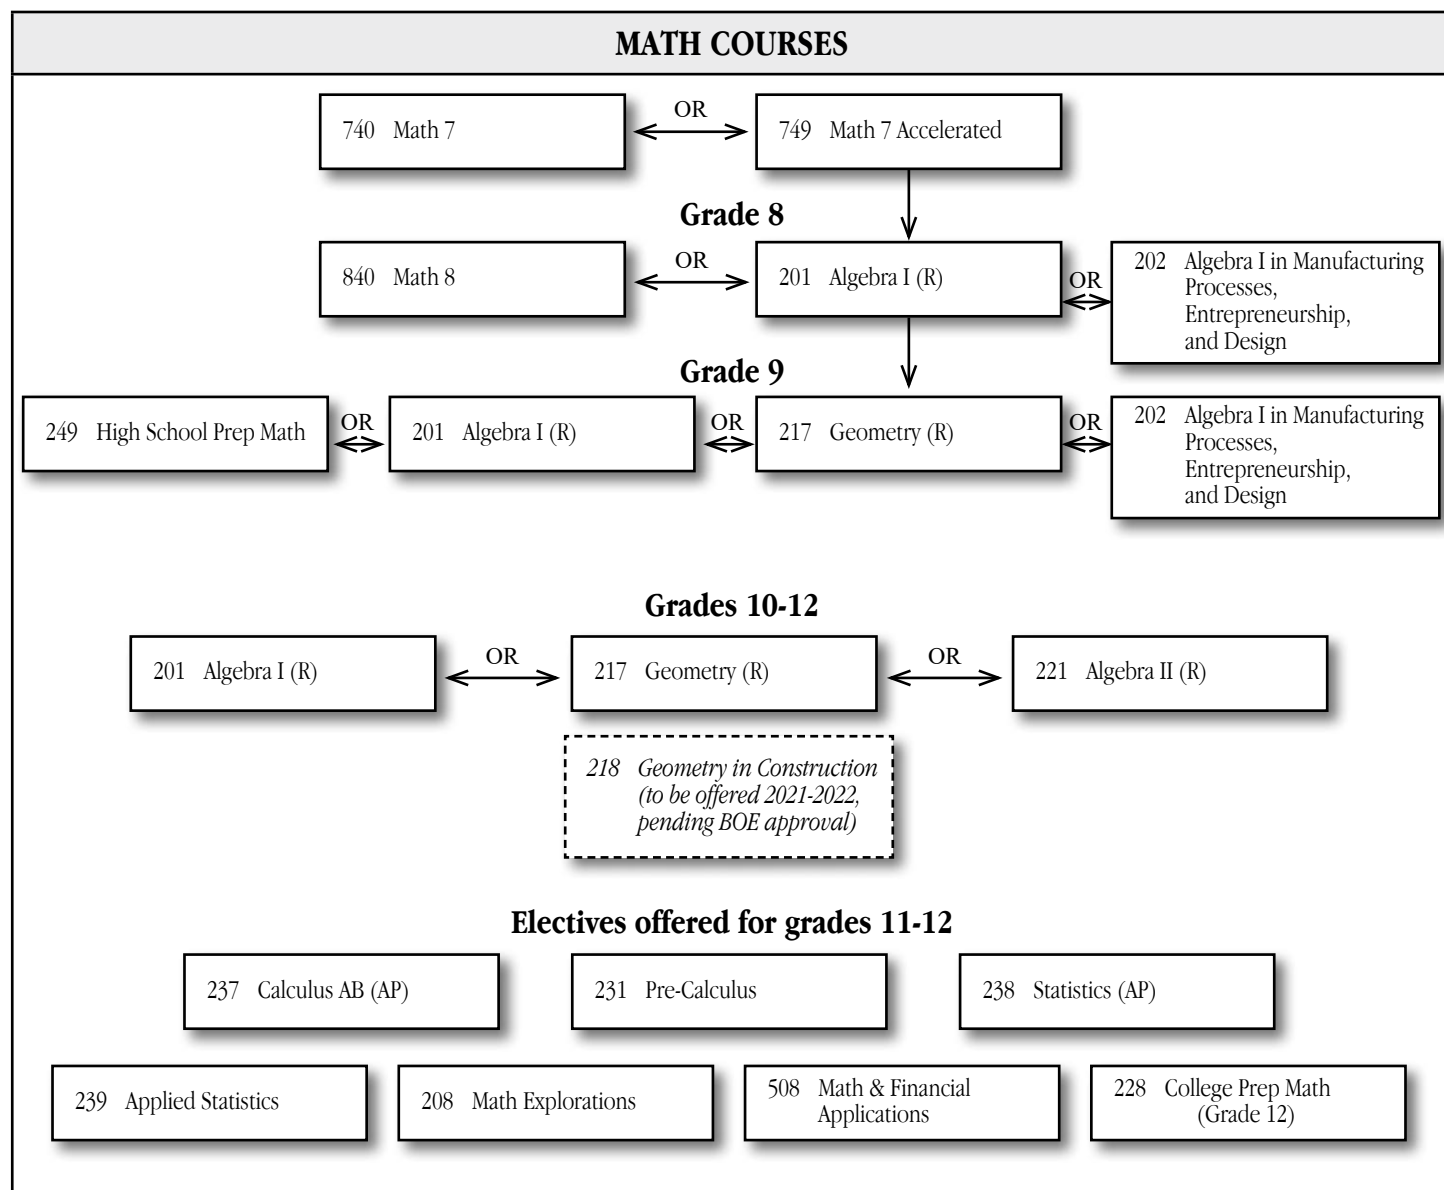 MATH COURSES
740 Math 7
OR
749 Math 7 Accelerated
Grade 8
840 Math 8
OR
201 Algebra I (R)
OR
202 Algebra I in Manufacturing
Processes,
Entrepreneurship,
and Design
Grade 9
249 High School Prep Math
OR
201 Algebra I (R)
OR
217 Geometry (R)
OR
202 Algebra I in Manufacturing
Processes,
Entrepreneurship,
and Design
Grades 10-12
201 Algebra I (R)
OR
217 Geometry (R)
OR
221 Algebra II (R)
218 Geometry in Construction
(to be offered 2021-2022,
pending BOE approval)
Electives offered for grades 11-12
237 Calculus AB (AP)
231 Pre-Calculus
238 Statistics (AP)
239 Applied Statistics
208 Math Explorations
508 Math & Financial
Applications
228 College Prep Math
(Grade 12)